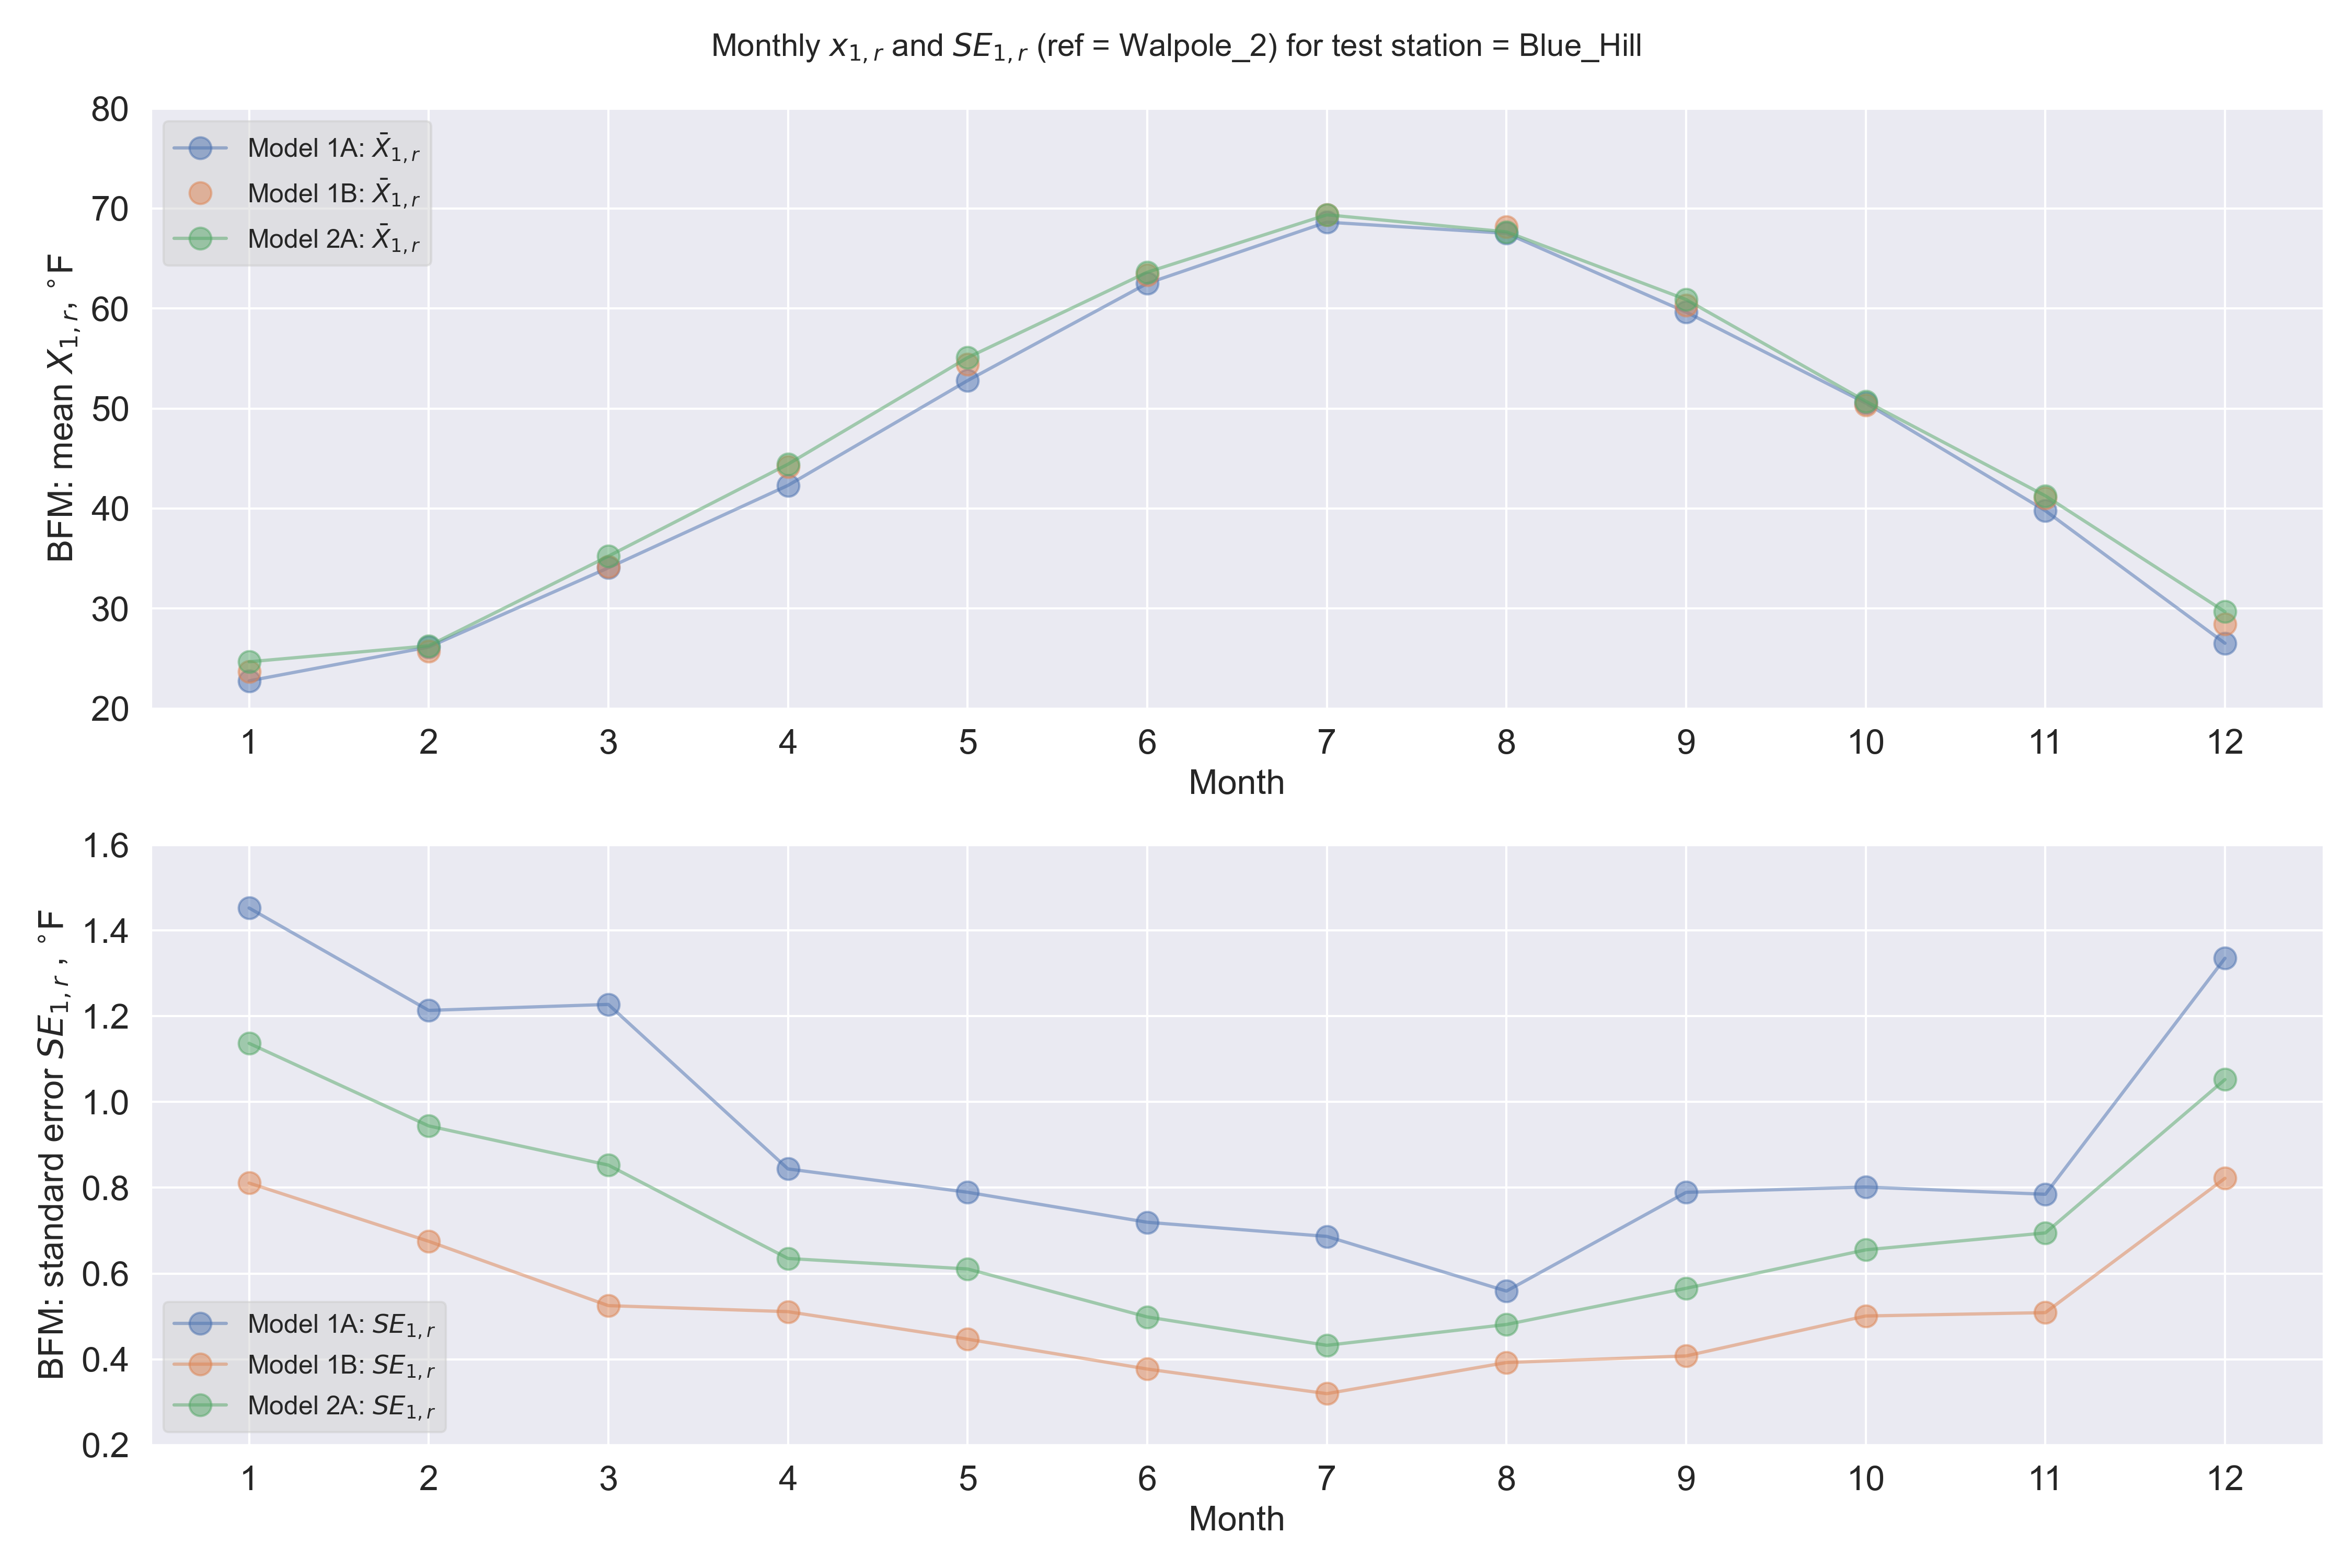 Monthly x₁,ᵣ and SE₁,ᵣ (ref = Walpole_2) for test station = Blue_Hill
BFM: mean X₁,ᵣ, °F
80
70
60
50
40
30
20
Model 1A: X̄₁,ᵣ
Model 1B: X̄₁,ᵣ
Model 2A: X̄₁,ᵣ
1 2 3 4 5 6 7 8 9 10 11 12
Month
BFM: standard error SE₁,ᵣ , °F
1.6
1.4
1.2
1.0
0.8
0.6
0.4
0.2
Model 1A: SE₁,ᵣ
Model 1B: SE₁,ᵣ
Model 2A: SE₁,ᵣ
1 2 3 4 5 6 7 8 9 10 11 12
Month